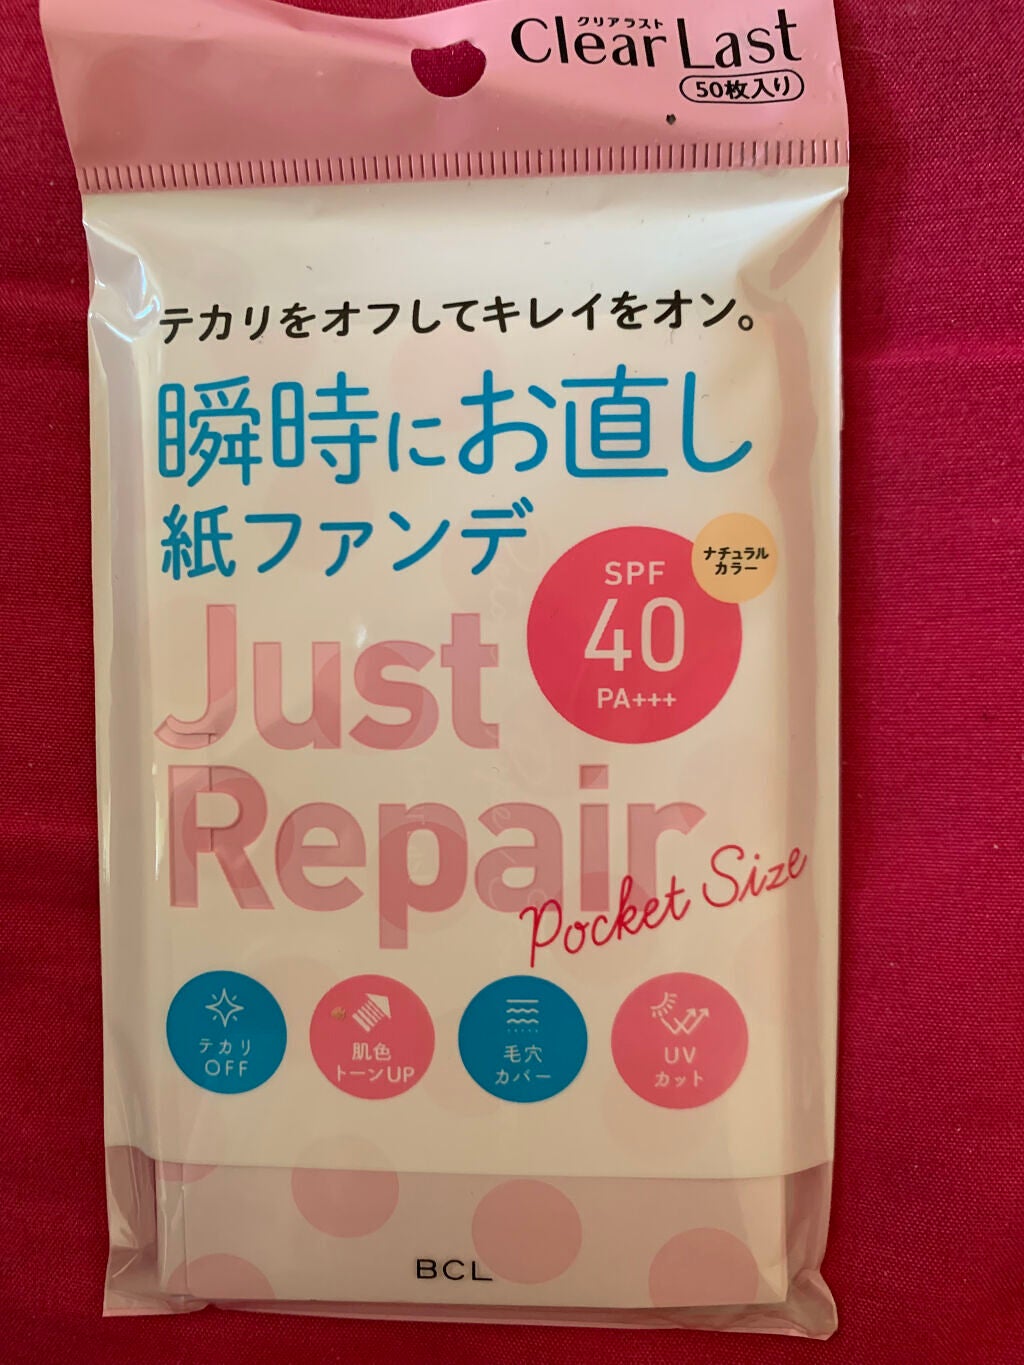 クリアラスト
Clear Last
50枚入り
テカリをオフしてキレイをオン。
瞬時にお直し
紙ファンデ
ナチュラル
カラー
SPF
40
PA+++
Just
Repair
Pocket Size
テカリ
OFF
肌色
トーンUP
毛穴
カバー
UV
カット
BCL